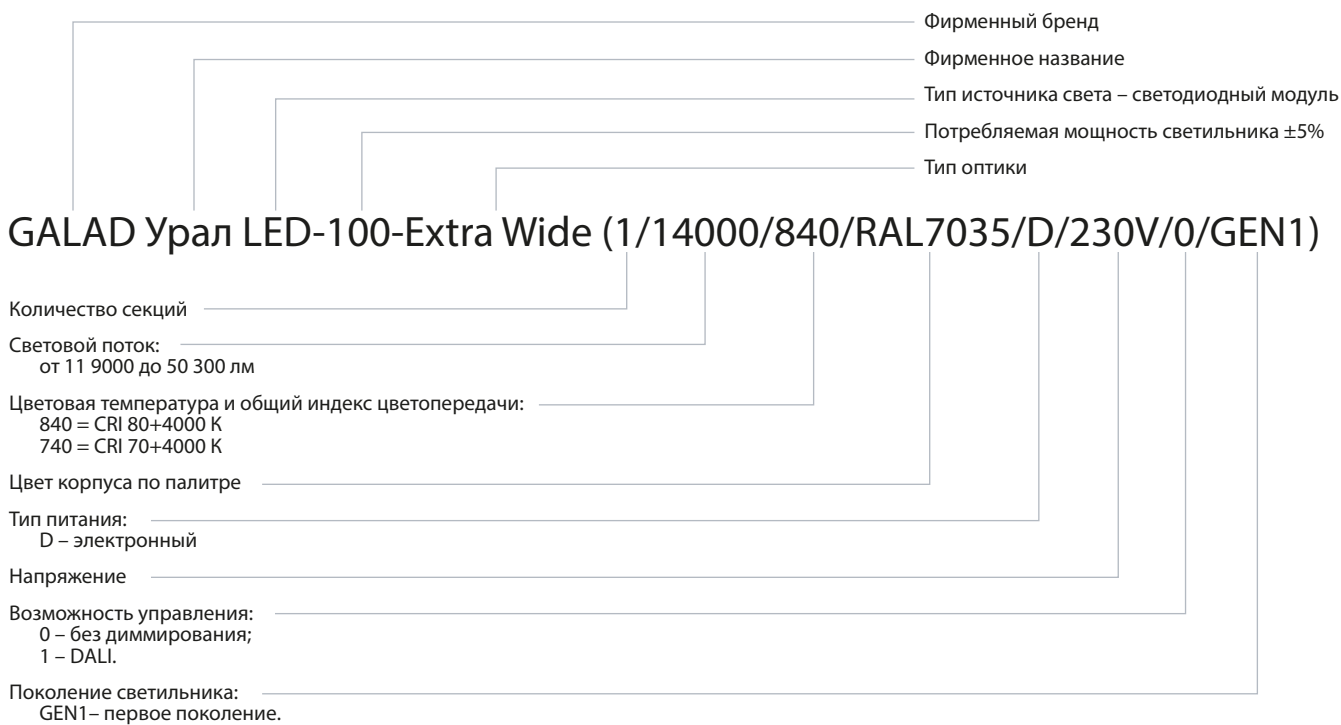 Фирменный бренд
Фирменное название
Тип источника света – светодиодный модуль
Потребляемая мощность светильника ±5%
Тип оптики
GALAD Урал LED-100-Extra Wide (1/14000/840/RAL7035/D/230V/0/GEN1)
Количество секций
Световой поток:
от 11 9000 до 50 300 лм
Цветовая температура и общий индекс цветопередачи:
840 = CRI 80+4000 К
740 = CRI 70+4000 К
Цвет корпуса по палитре
Тип питания:
D – электронный
Напряжение
Возможность управления:
0 – без диммирования;
1 – DALI.
Поколение светильника:
GEN1– первое поколение.